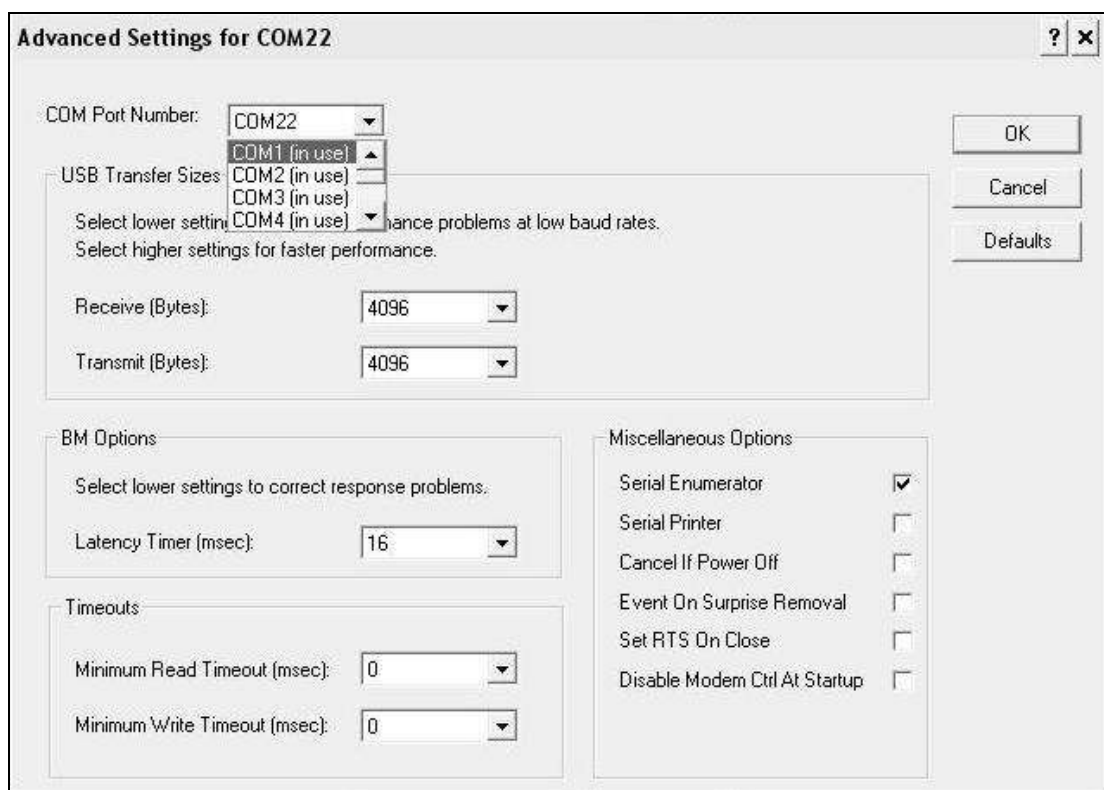 Advanced Settings for COM22
? ×
COM Port Number: COM22
COM1 (in use)
COM2 (in use)
COM3 (in use)
COM4 (in use)
OK
Cancel
Defaults
USB Transfer Sizes
Select lower problems at low baud rates.
Select higher settings for faster performance.
Receive (Bytes): 4096
Transmit (Bytes): 4096
BM Options
Select lower settings to correct response problems.
Latency Timer (msec): 16
Timeouts
Minimum Read Timeout (msec): 0
Minimum Write Timeout (msec): 0
Miscellaneous Options
Serial Enumerator
Serial Printer
Cancel If Power Off
Event On Surprise Removal
Set RTS On Close
Disable Modem Ctrl At Startup